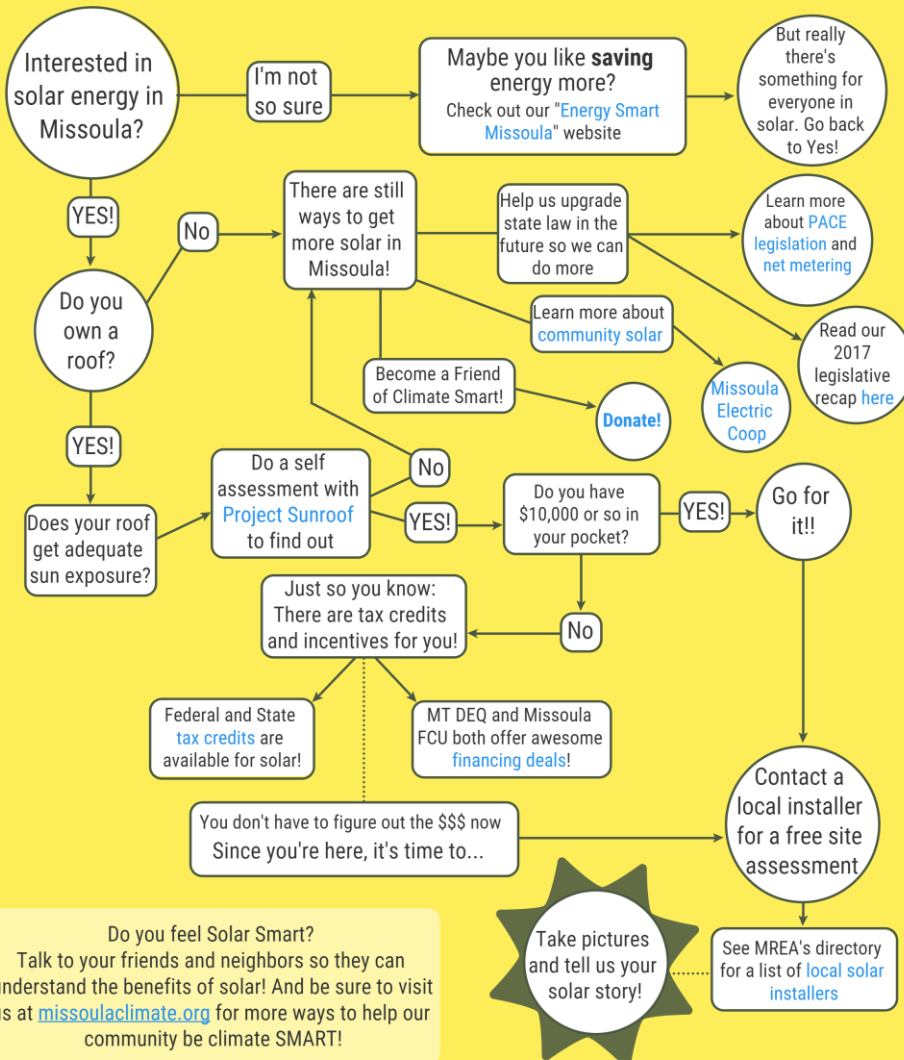 Interested in
solar energy in
Missoula?
I'm not
so sure
Maybe you like saving
energy more?
Check out our "Energy Smart
Missoula" website
But really
there's
something for
everyone in
solar. Go back
to Yes!
YES!
No
There are still
ways to get
more solar in
Missoula!
Help us upgrade
state law in the
future so we can
do more
Learn more
about PACE
legislation and
net metering
Do you
own a
roof?
Learn more about
community solar
Read our
2017
legislative
recap here
Become a Friend
of Climate Smart!
Donate!
Missoula
Electric
Coop
YES!
Does your roof
get adequate
sun exposure?
Do a self
assessment with
Project Sunroof
to find out
No
YES!
Do you have
$10,000 or so in
your pocket?
YES!
Go for
it!!
No
Just so you know:
There are tax credits
and incentives for you!
Federal and State
tax credits are
available for solar!
MT DEQ and Missoula
FCU both offer awesome
financing deals!
You don't have to figure out the $$$ now
Since you're here, it's time to...
Contact a
local installer
for a free site
assessment
See MREA's directory
for a list of local solar
installers
Take pictures
and tell us your
solar story!
Do you feel Solar Smart?
Talk to your friends and neighbors so they can
understand the benefits of solar! And be sure to visit
us at missoulaclimate.org for more ways to help our
community be climate SMART!